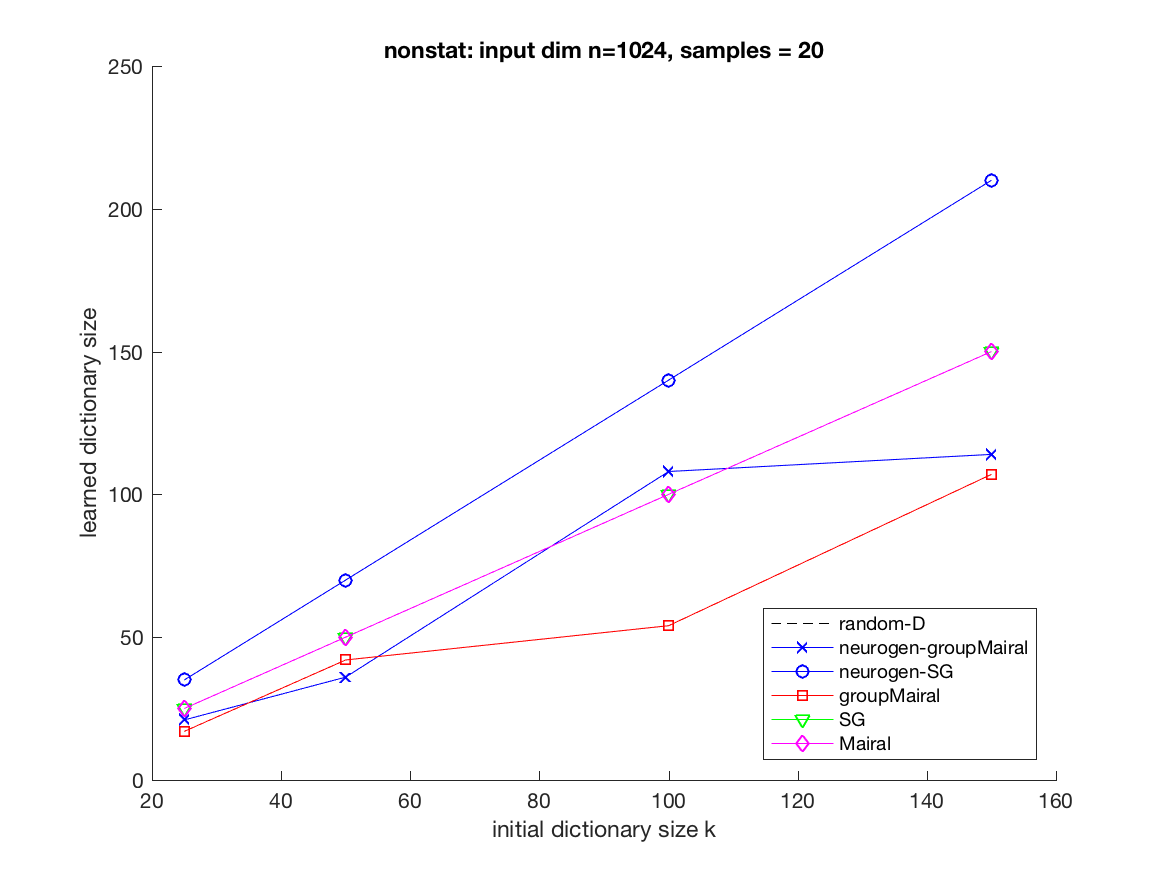 nonstat: input dim n=1024, samples = 20
250
200
150
100
50
0
learned dictionary size
20 40 60 80 100 120 140 160
initial dictionary size k
random-D
neurogen-groupMairal
neurogen-SG
groupMairal
SG
Mairal